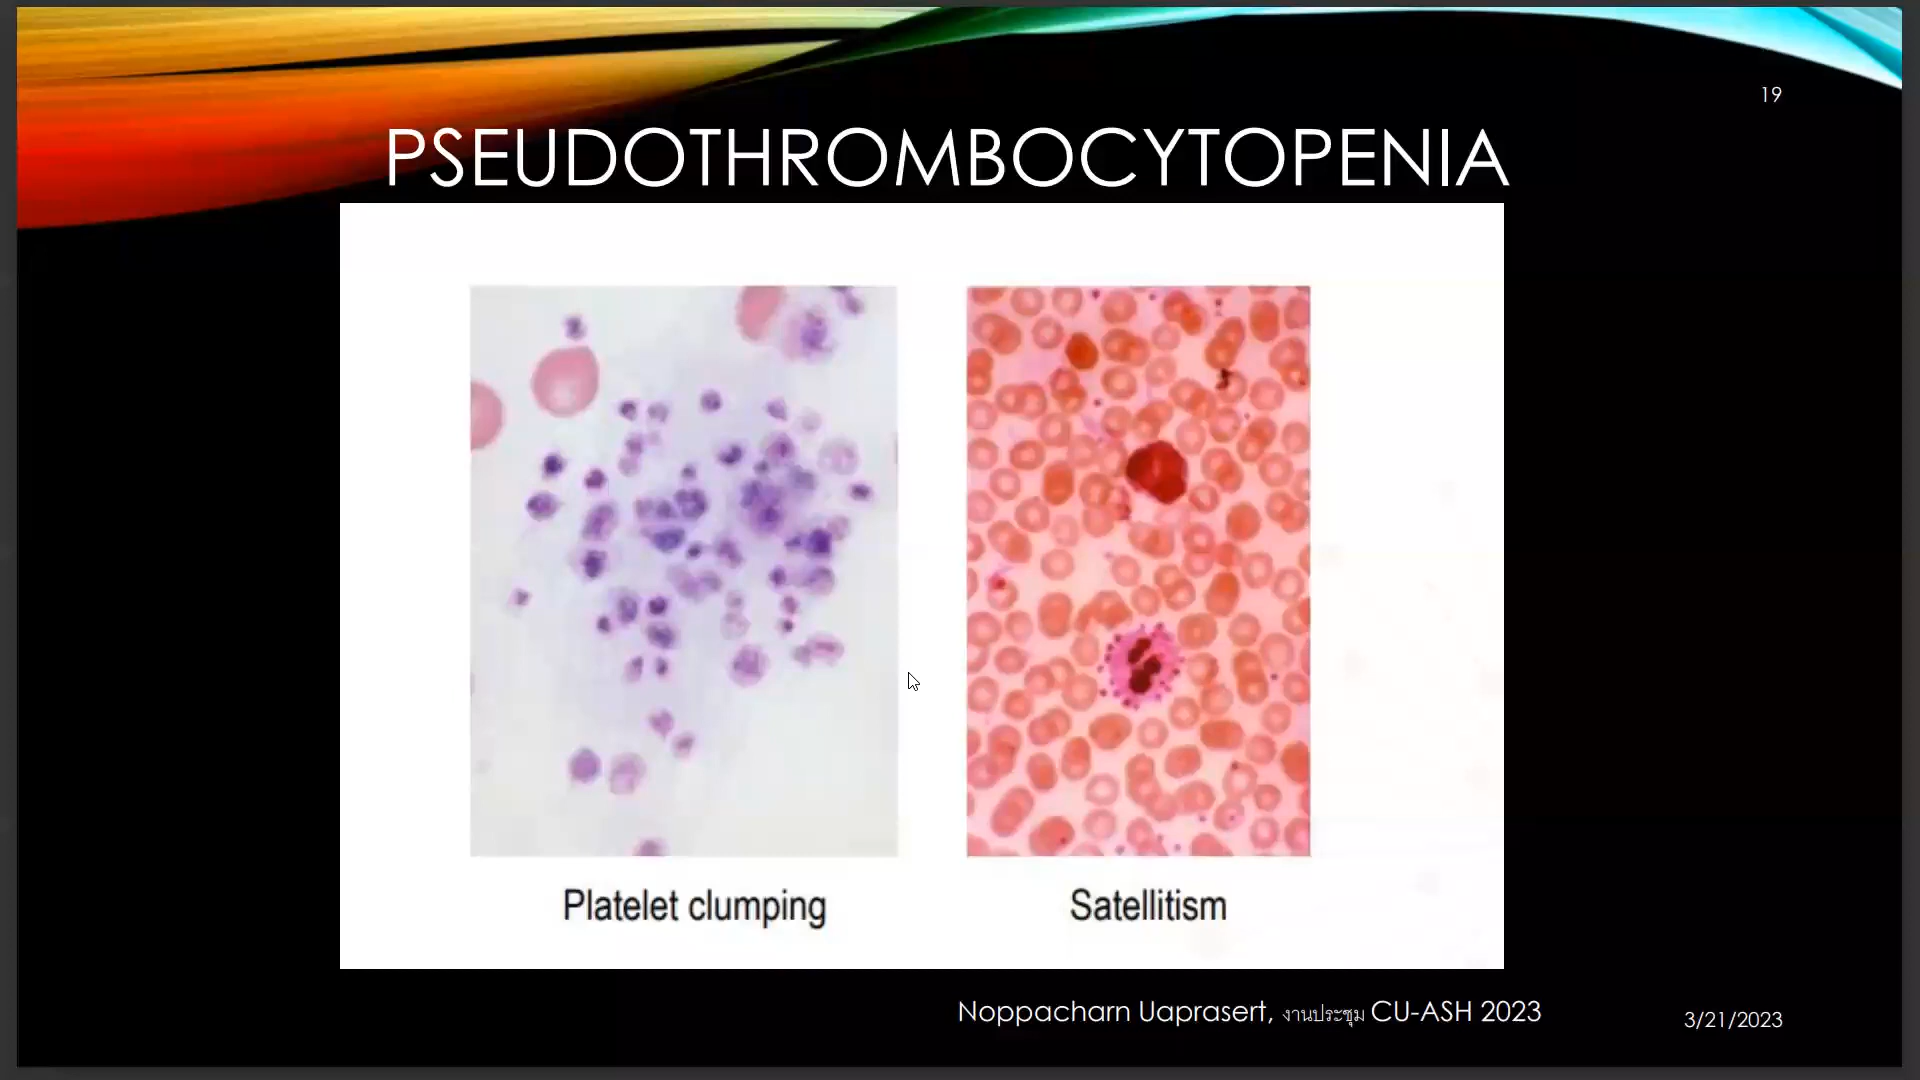 19
PSEUDOTHROMBOCYTOPENIA
Platelet clumping
Satellitism
Noppacharn Uaprasert, งานประชุม CU-ASH 2023
3/21/2023